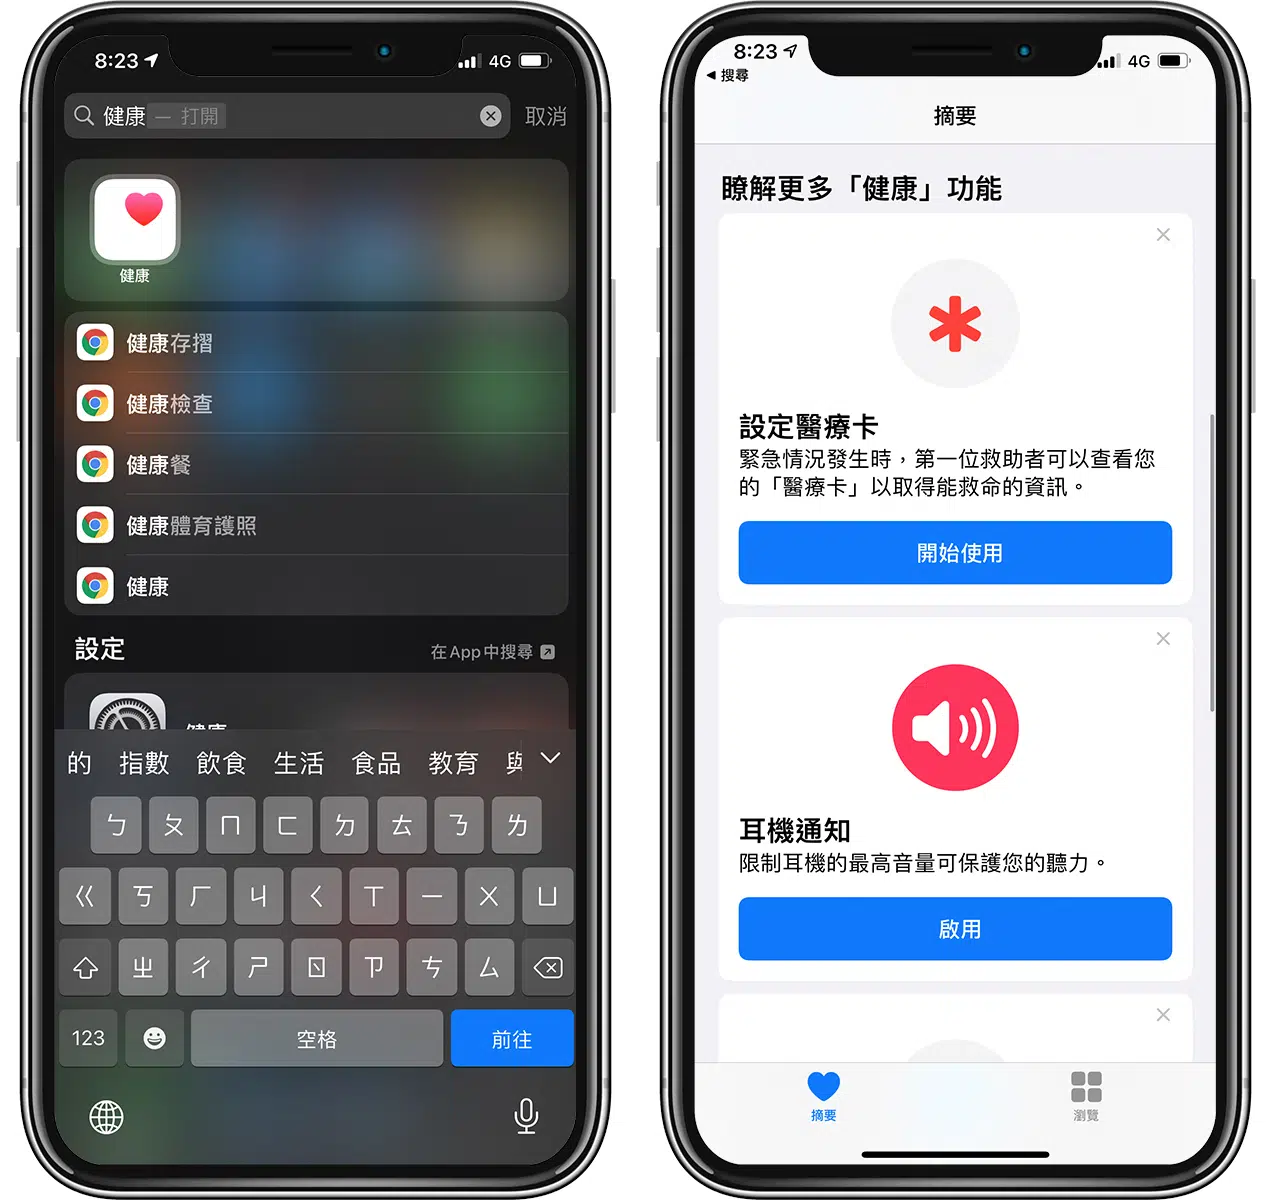 8:23
4G
健康 — 打開
取消
健康
健康存摺
健康檢查
健康餐
健康體育護照
健康
設定
在App中搜尋
健康
的 指數 飲食 生活 食品 教育 與
ㄅ ㄆ ㄇ ㄈ ㄉ ㄊ ㄋ ㄌ
ㄍ ㄎ ㄏ ㄐ ㄑ ㄒ ㄧ ㄨ ㄩ
ㄓ ㄔ ㄕ ㄖ ㄗ ㄘ ㄙ
123 空格 前往
8:23
4G
搜尋
摘要
瞭解更多「健康」功能
設定醫療卡
緊急情況發生時，第一位救助者可以查看您
的「醫療卡」以取得能救命的資訊。
開始使用
耳機通知
限制耳機的最高音量可保護您的聽力。
啟用
摘要
瀏覽